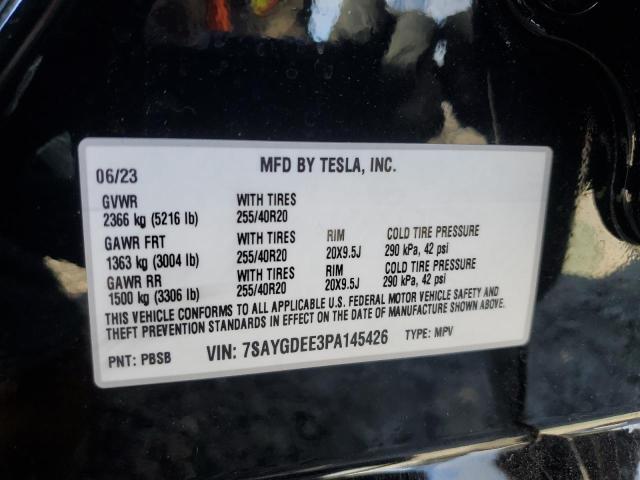 MFD BY TESLA, INC.
06/23
GVWR WITH TIRES
2366 kg (5216 lb) 255/40R20
GAWR FRT WITH TIRES RIM COLD TIRE PRESSURE
1363 kg (3004 lb) 255/40R20 20X9.5J 290 kPa, 42 psi
GAWR RR WITH TIRES RIM COLD TIRE PRESSURE
1500 kg (3306 lb) 255/40R20 20X9.5J 290 kPa, 42 psi
THIS VEHICLE CONFORMS TO ALL APPLICABLE U.S. FEDERAL MOTOR VEHICLE SAFETY AND
THEFT PREVENTION STANDARDS IN EFFECT ON THE DATE OF MANUFACTURE SHOWN ABOVE.
PNT: PBSB VIN: 7SAYGDEE3PA145426 TYPE: MPV